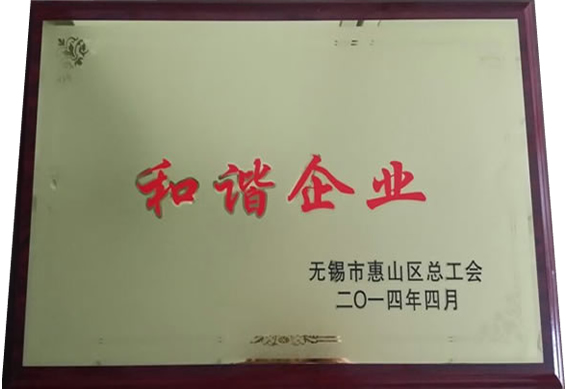 和谐企业
无锡市惠山区总工会
二〇一四年四月